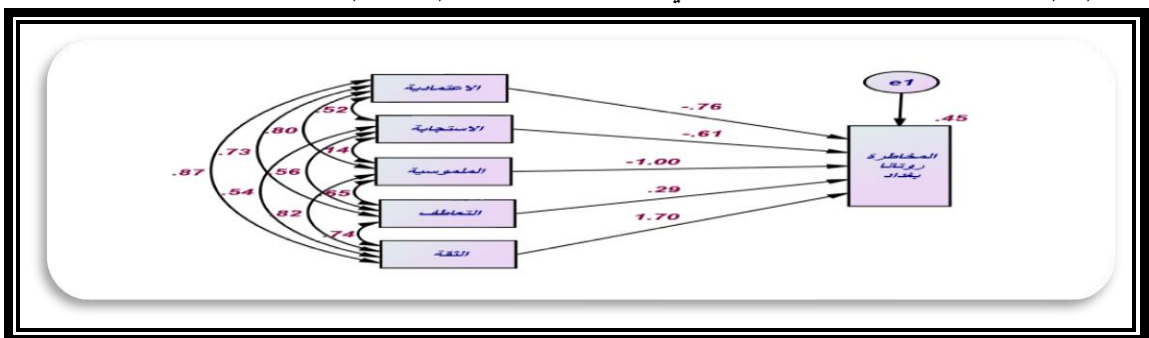 الاعتمادية
الاستجابة
الملموسية
التعاطف
الثقة
.52
.80
.73
.87
.14
.56
.54
.65
.82
.74
-.76
-.61
-1.00
.29
1.70
e1
.45
المخاطرة
روتانا
بغداد